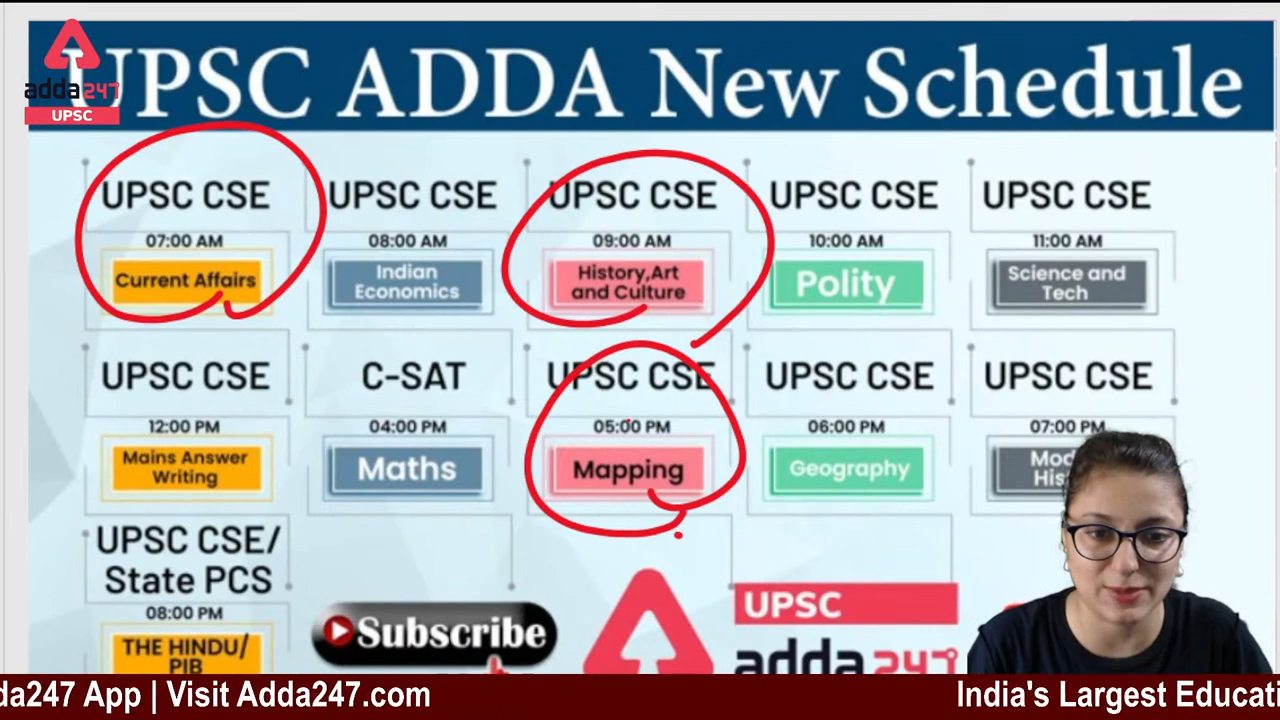 UPSC ADDA New Schedule
adda247
UPSC
UPSC CSE
07:00 AM
Current Affairs
UPSC CSE
08:00 AM
Indian
Economics
UPSC CSE
09:00 AM
History,Art
and Culture
UPSC CSE
10:00 AM
Polity
UPSC CSE
11:00 AM
Science and
Tech
UPSC CSE
12:00 PM
Mains Answer
Writing
C-SAT
04:00 PM
Maths
UPSC CSE
05:00 PM
Mapping
UPSC CSE
06:00 PM
Geography
UPSC CSE
07:00 PM
UPSC CSE/
State PCS
08:00 PM
THE HINDU/
PIB
Subscribe
UPSC
adda247
da247 App | Visit Adda247.com
India's Largest Educati